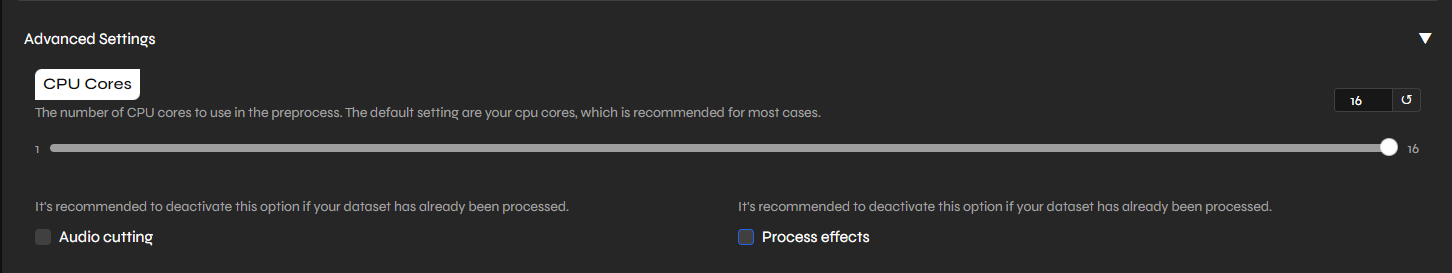 Advanced Settings
▼
CPU Cores
The number of CPU cores to use in the preprocess. The default setting are your cpu cores, which is recommended for most cases.
16
↺
1
16
It's recommended to deactivate this option if your dataset has already been processed.
It's recommended to deactivate this option if your dataset has already been processed.
Audio cutting
Process effects